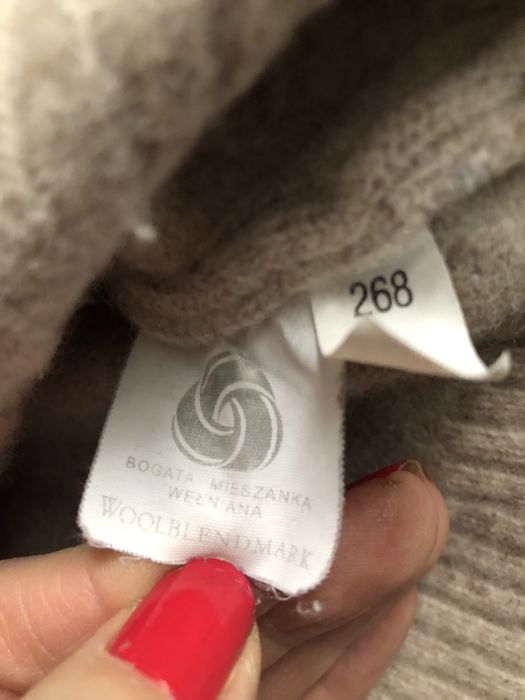 268
BOGATA MIESZANKA
WEŁNIANA
WOOLBLENDMARK